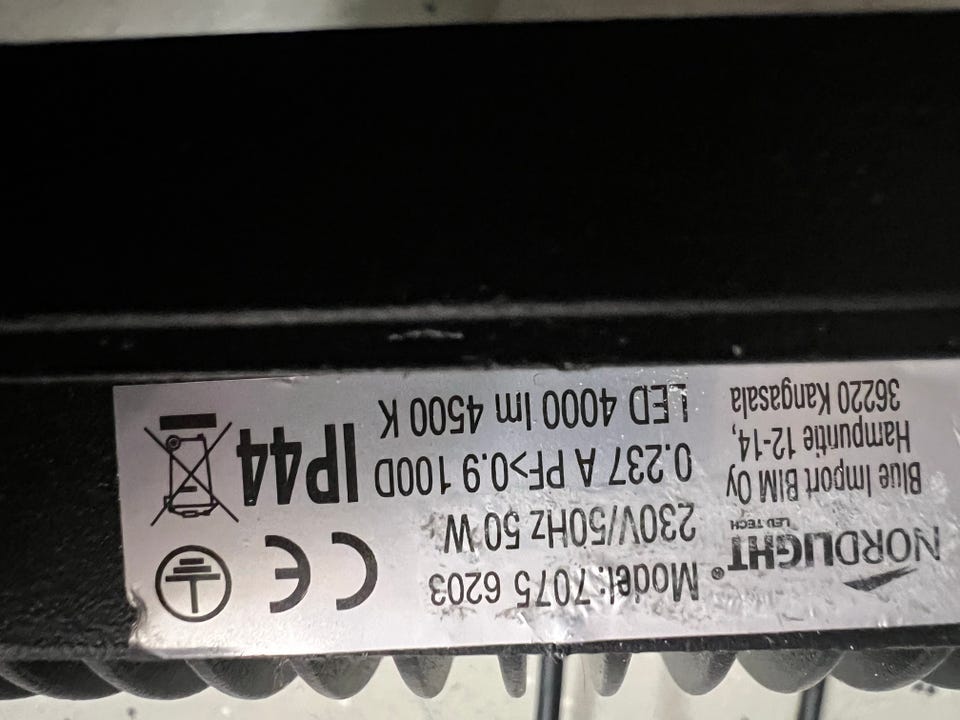 NORDLIGHT®
LED TECH
Blue Import BIM Oy
Hampuntie 12-14,
36220 Kangasala
Model:7075 6203
230V/50Hz 50 W
0.237 A PF>0.9 100D
LED 4000 lm 4500 K
CE
IP44